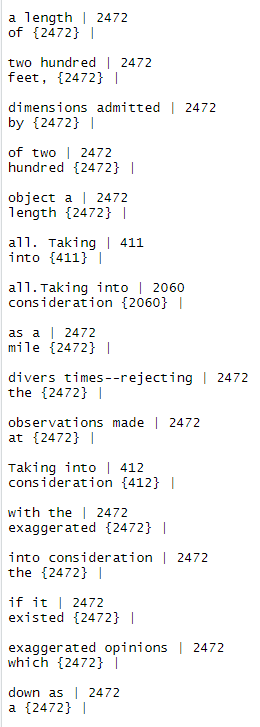 a length | 2472
of {2472} |
two hundred | 2472
feet, {2472} |
dimensions admitted | 2472
by {2472} |
of two | 2472
hundred {2472} |
object a | 2472
length {2472} |
all. Taking | 411
into {411} |
all.Taking into | 2060
consideration {2060} |
as a | 2472
mile {2472} |
divers times--rejecting | 2472
the {2472} |
observations made | 2472
at {2472} |
Taking into | 412
consideration {412} |
with the | 2472
exaggerated {2472} |
into consideration | 2472
the {2472} |
if it | 2472
existed {2472} |
exaggerated opinions | 2472
which {2472} |
down as | 2472
a {2472} |